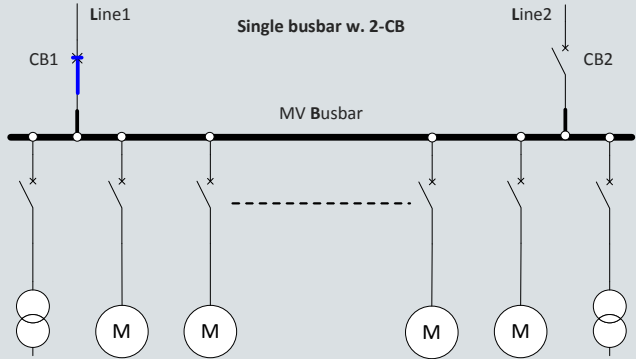 Line1
Single busbar w. 2-CB
Line2
CB1
CB2
MV Busbar
M
M
M
M